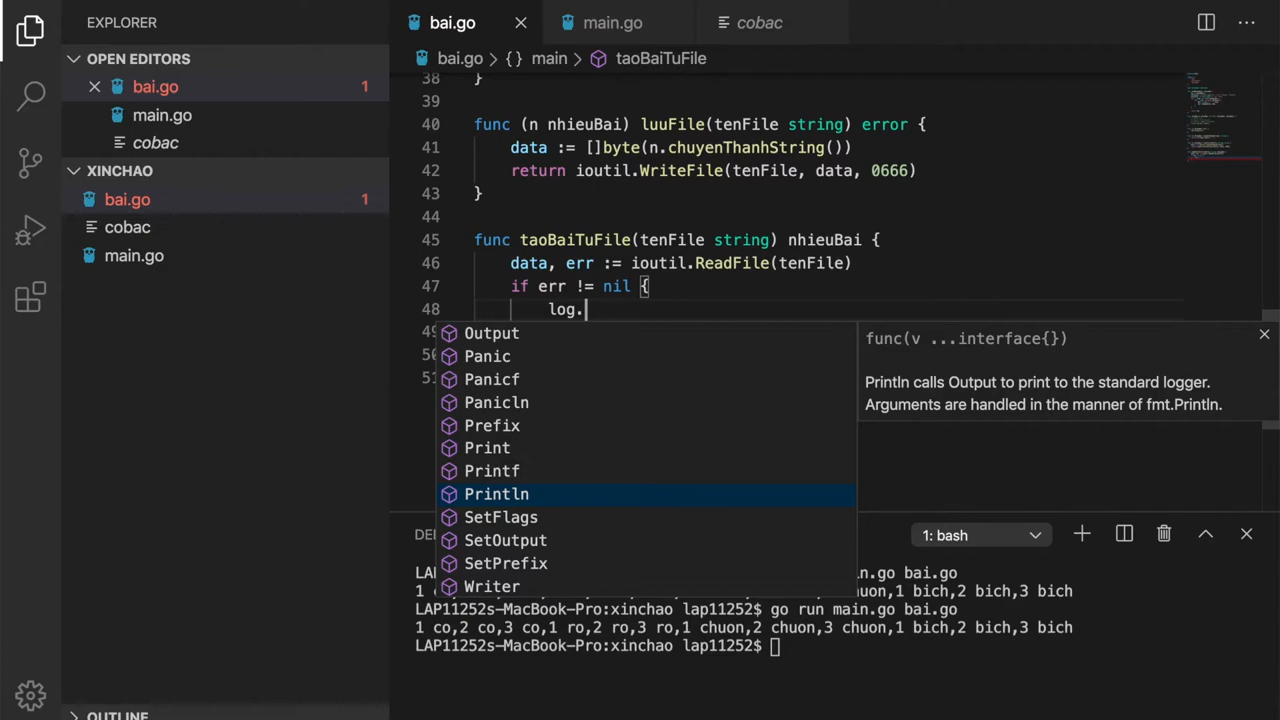 EXPLORER
OPEN EDITORS
bai.go 1
main.go
cobac
XINCHAO
bai.go 1
cobac
main.go
OUTLINE
bai.go
main.go
cobac
bai.go {} main taoBaiTuFile
38 }
39
40 func (n nhieuBai) luuFile(tenFile string) error {
41 data := []byte(n.chuyenThanhString())
42 return ioutil.WriteFile(tenFile, data, 0666)
43 }
44
45 func taoBaiTuFile(tenFile string) nhieuBai {
46 data, err := ioutil.ReadFile(tenFile)
47 if err != nil {
48 log.
Output
Panic
Panicf
Panicln
Prefix
Print
Printf
Println
SetFlags
SetOutput
SetPrefix
Writer
func(v ...interface{})
Println calls Output to print to the standard logger.
Arguments are handled in the manner of fmt.Println.
1: bash
n.go bai.go
chuon,1 bich,2 bich,3 bich
LAP11252s-MacBook-Pro:xinchao lap11252$ go run main.go bai.go
1 co,2 co,3 co,1 ro,2 ro,3 ro,1 chuon,2 chuon,3 chuon,1 bich,2 bich,3 bich
LAP11252s-MacBook-Pro:xinchao lap11252$